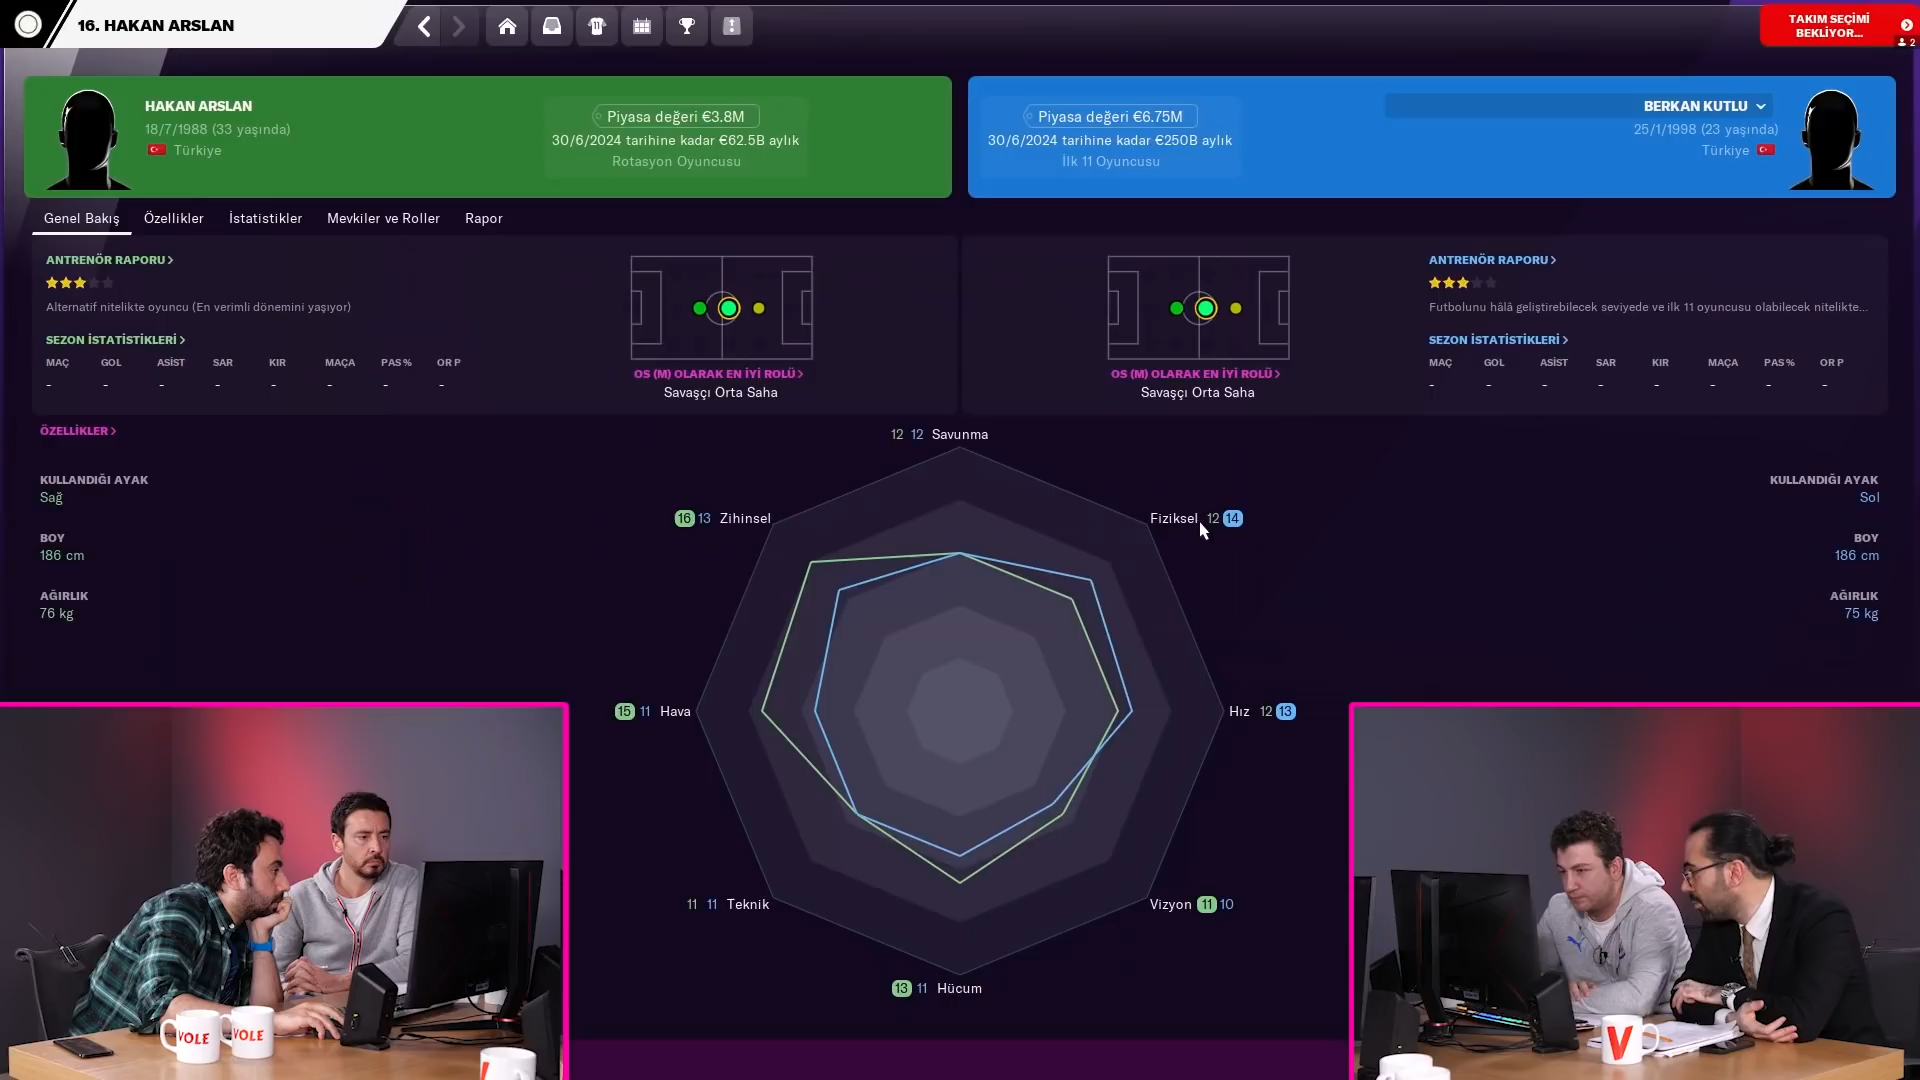 16. HAKAN ARSLAN
TAKIM SEÇİMİ
BEKLİYOR...
2
HAKAN ARSLAN
18/7/1988 (33 yaşında)
Türkiye
Piyasa değeri €3.8M
30/6/2024 tarihine kadar €62.5B aylık
Rotasyon Oyuncusu
Piyasa değeri €6.75M
30/6/2024 tarihine kadar €250B aylık
İlk 11 Oyuncusu
BERKAN KUTLU
25/1/1998 (23 yaşında)
Türkiye
Genel Bakış Özellikler İstatistikler Mevkiler ve Roller Rapor
ANTRENÖR RAPORU
Alternatif nitelikte oyuncu (En verimli dönemini yaşıyor)
SEZON İSTATİSTİKLERİ
MAÇ GOL ASİST SAR KIR MAÇA PAS % OR P
- - - - - - - -
OS (M) OLARAK EN İYİ ROLÜ
Savaşçı Orta Saha
OS (M) OLARAK EN İYİ ROLÜ
Savaşçı Orta Saha
ANTRENÖR RAPORU
Futbolunu hâlâ geliştirebilecek seviyede ve ilk 11 oyuncusu olabilecek nitelikte...
SEZON İSTATİSTİKLERİ
MAÇ GOL ASİST SAR KIR MAÇA PAS % OR P
- - - - - - - -
ÖZELLİKLER
KULLANDIĞI AYAK
Sağ
BOY
186 cm
AĞIRLIK
76 kg
12 12 Savunma
16 13 Zihinsel
Fiziksel 12 14
15 11 Hava
Hız 12 13
11 11 Teknik
Vizyon 11 10
13 11 Hücum
KULLANDIĞI AYAK
Sol
BOY
186 cm
AĞIRLIK
75 kg
VOLE
VOLE
V